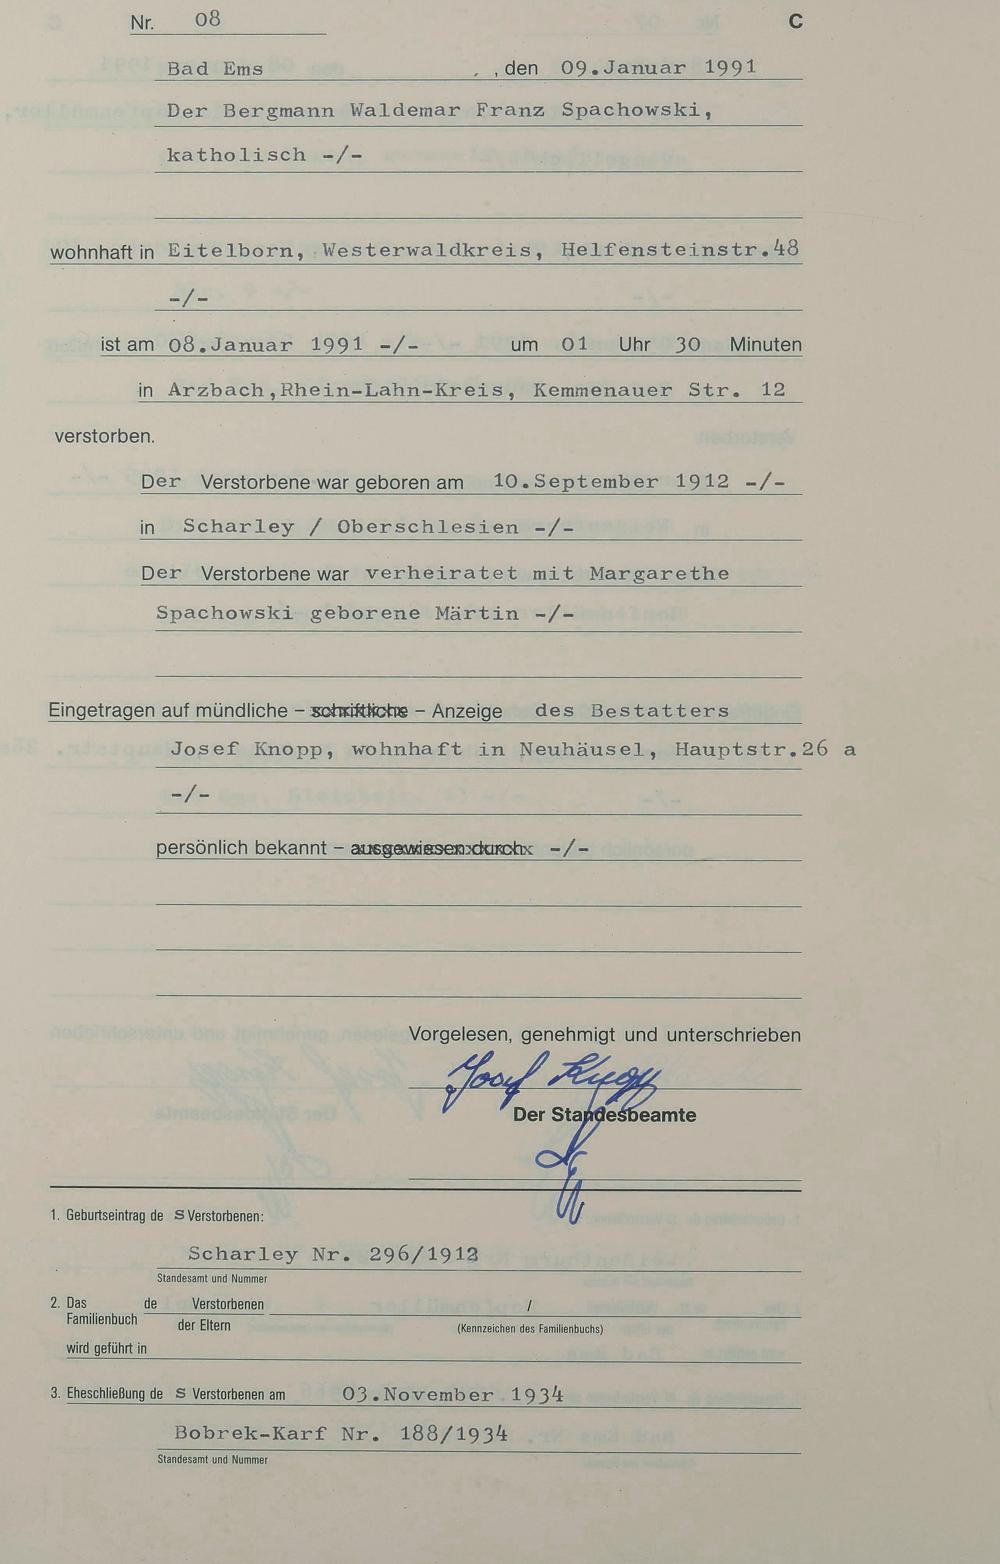 Nr. 08 C
Bad Ems , den 09.Januar 1991
Der Bergmann Waldemar Franz Spachowski,
katholisch -/-
wohnhaft in Eitelborn, Westerwaldkreis, Helfensteinstr.48
-/-
ist am 08.Januar 1991 -/- um 01 Uhr 30 Minuten
in Arzbach,Rhein-Lahn-Kreis, Kemmenauer Str. 12
verstorben.
Der Verstorbene war geboren am 10.September 1912 -/-
in Scharley / Oberschlesien -/-
Der Verstorbene war verheiratet mit Margarethe
Spachowski geborene Märtin -/-
Eingetragen auf mündliche – schriftliche – Anzeige des Bestatters
Josef Knopp, wohnhaft in Neuhäusel, Hauptstr.26 a
-/-
persönlich bekannt – ausgewiesen durch -/-
Vorgelesen, genehmigt und unterschrieben
Josef Knopp
Der Standesbeamte
1. Geburtseintrag de s Verstorbenen:
Scharley Nr. 296/1912
Standesamt und Nummer
2. Das Familienbuch de Verstorbenen /
der Eltern (Kennzeichen des Familienbuchs)
wird geführt in
3. Eheschließung de s Verstorbenen am 03.November 1934
Bobrek-Karf Nr. 188/1934
Standesamt und Nummer